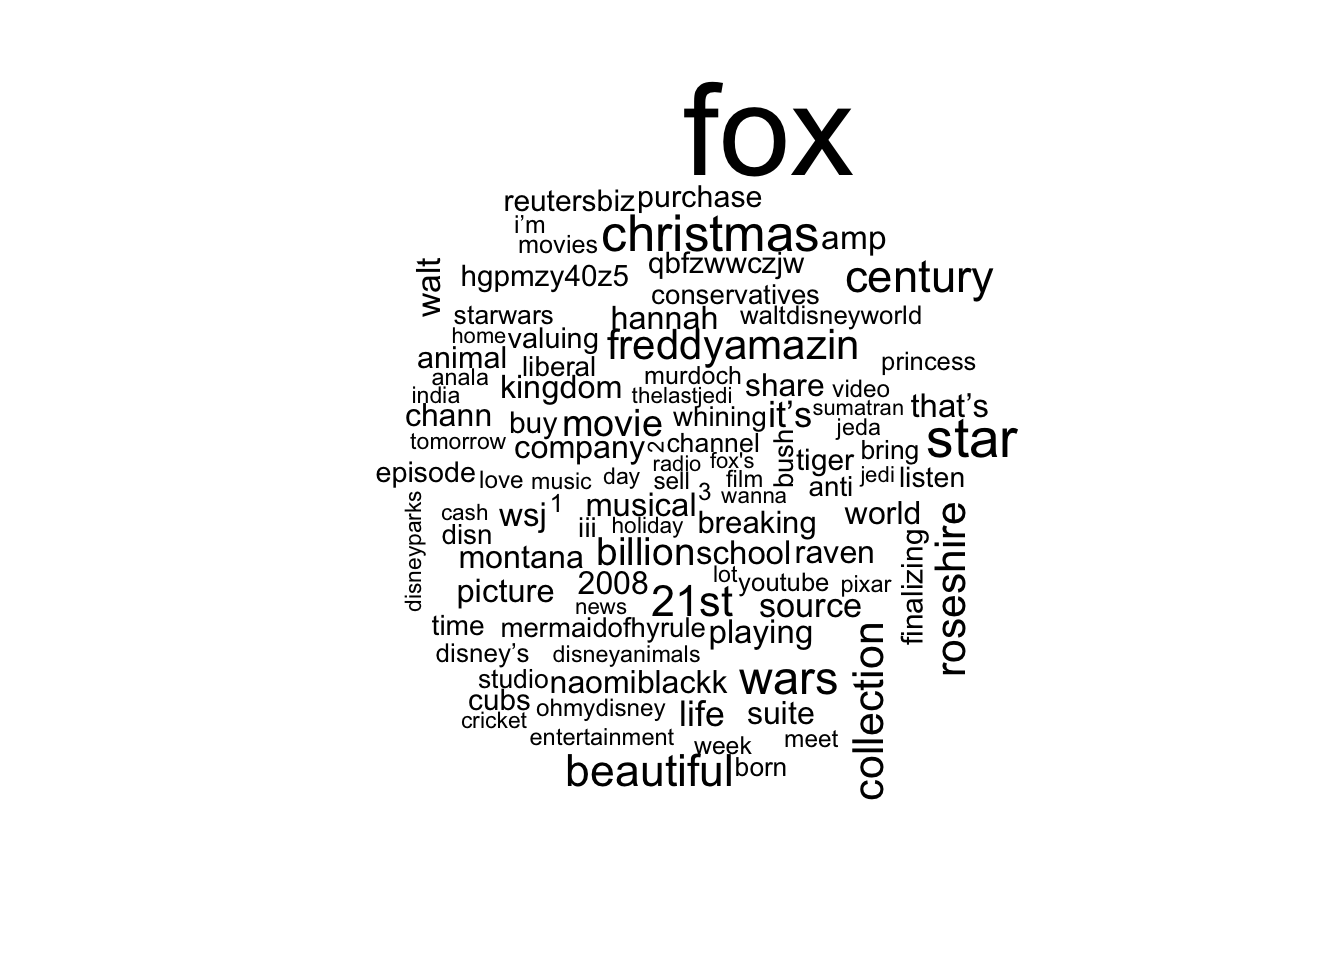 fox
reutersbiz purchase
i'm
movies christmas amp
walt hgpmzy40z5 qbfzwwczjw century
conservatives
starwars hannah waltdisneyworld
home valuing freddyamazin
animal liberal princess
anala kingdom murdoch share video
india thelastjedi
chann buy movie whining it's sumatran that's
jeda
tomorrow company 2 channel bush tiger bring star
radio fox's
episode love music day sell film anti jedi listen
3 wanna
disneyparks cash wsj 1 musical world roseshire
disn iii holiday breaking
montana billion school raven finalizing
lot
picture 2008 youtube pixar
news 21st source
time mermaidofhyrule playing
disney's disneyanimals collection
studio naomiblackk wars
cubs ohmydisney life suite
cricket
entertainment week meet
beautiful born